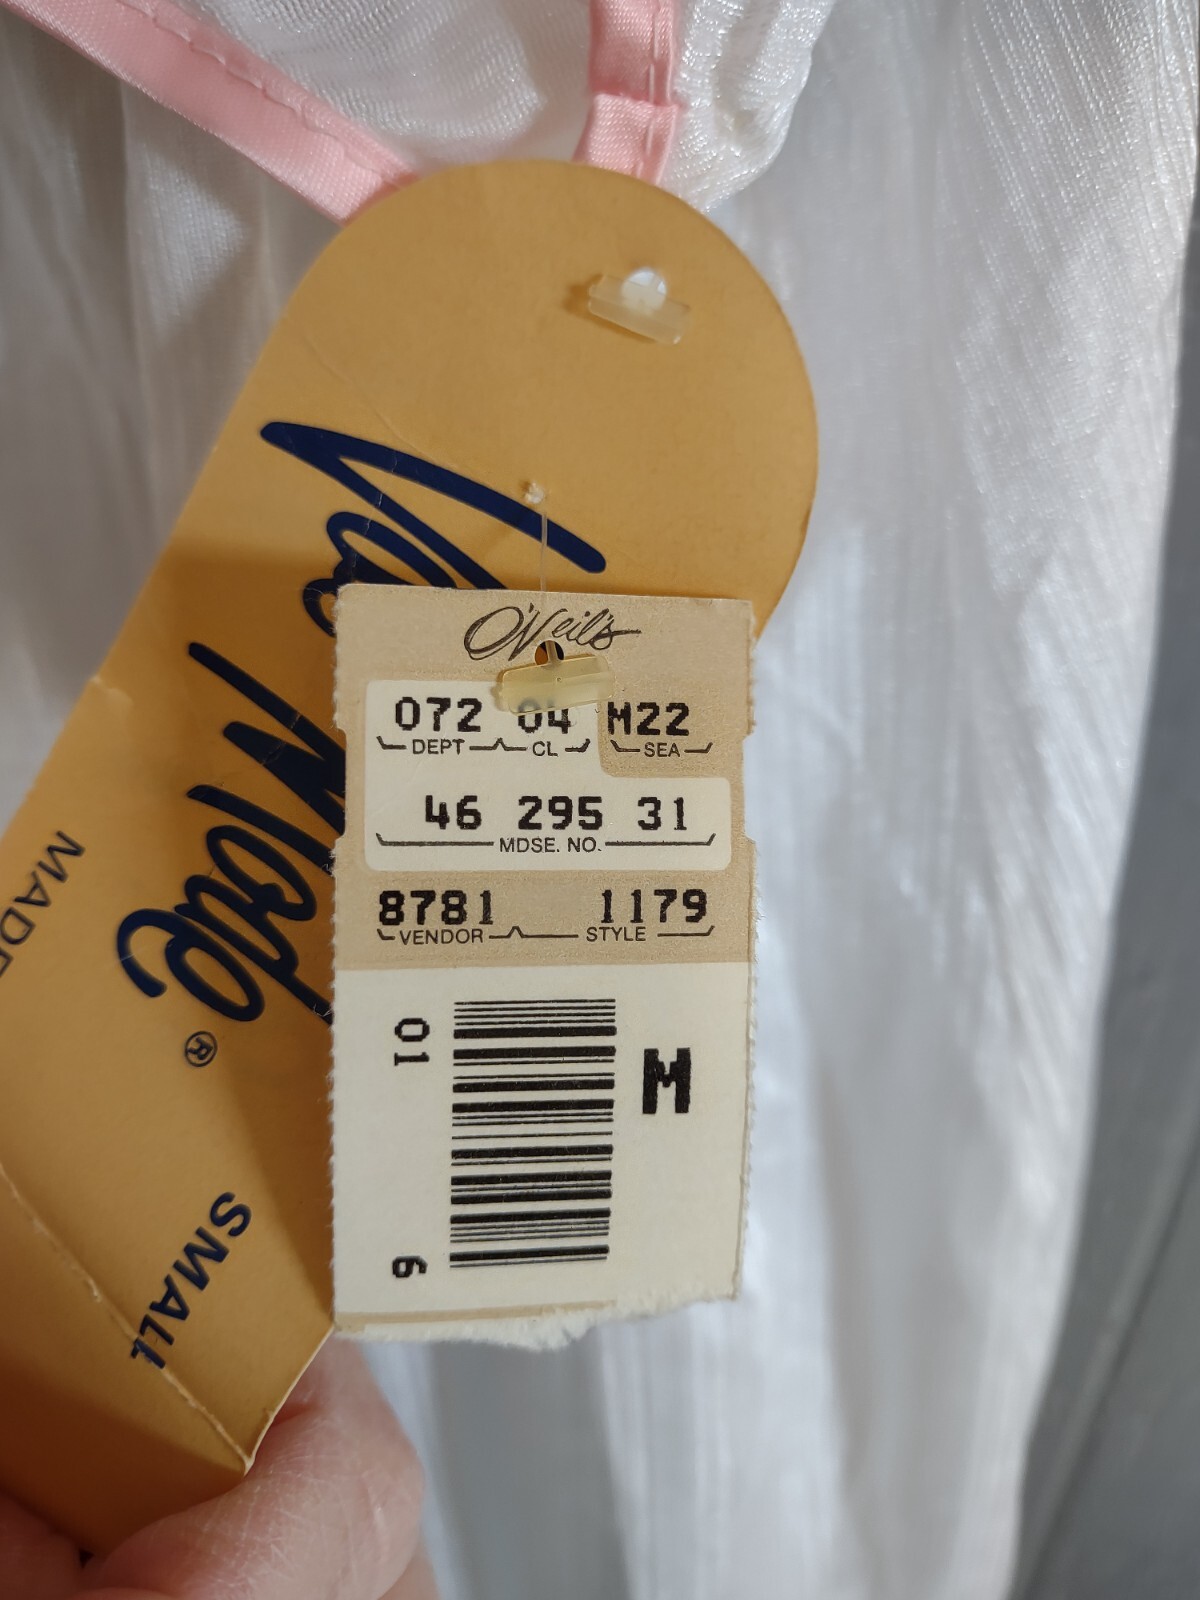 Mode®
MADE
SMALL
O'Neil's
072 04 M22
DEPT CL SEA
46 295 31
MDSE. NO.
8781 1179
VENDOR STYLE
01
M
6